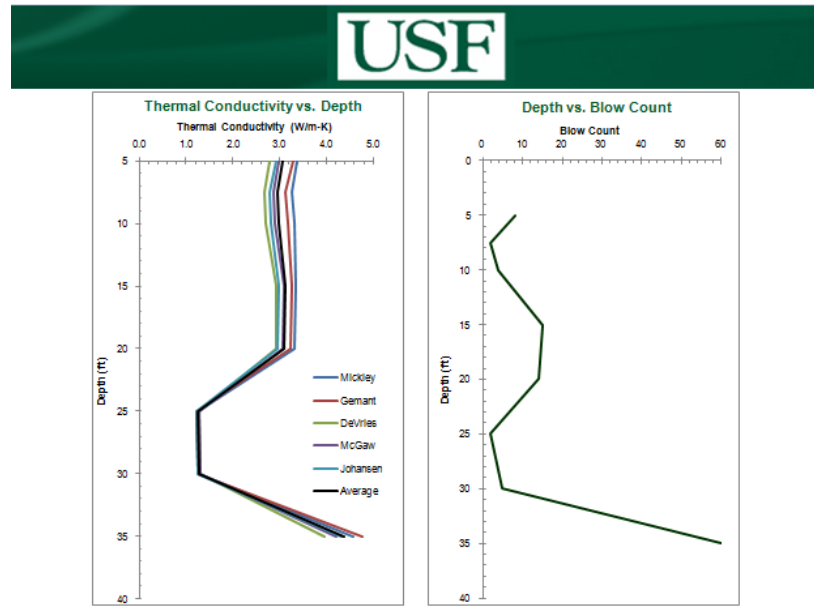 USF
Thermal Conductivity vs. Depth
Thermal Conductivity (W/m-K)
0.0 1.0 2.0 3.0 4.0 5.0
5
10
15
20
25
30
35
40
Depth (ft)
Mickley
Gemant
DeVries
McGaw
Johansen
Average
Depth vs. Blow Count
Blow Count
0 10 20 30 40 50 60
0
5
10
15
20
25
30
35
40
Depth (ft)